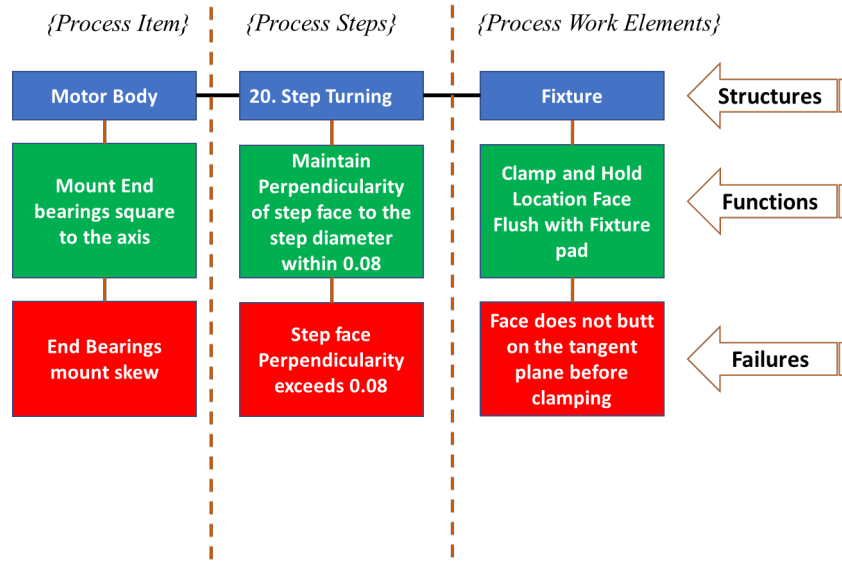 {Process Item}
{Process Steps}
{Process Work Elements}
Motor Body
20. Step Turning
Fixture
Structures
Mount End
bearings square
to the axis
Maintain
Perpendicularity
of step face to the
step diameter
within 0.08
Clamp and Hold
Location Face
Flush with Fixture
pad
Functions
End Bearings
mount skew
Step face
Perpendicularity
exceeds 0.08
Face does not butt
on the tangent
plane before
clamping
Failures